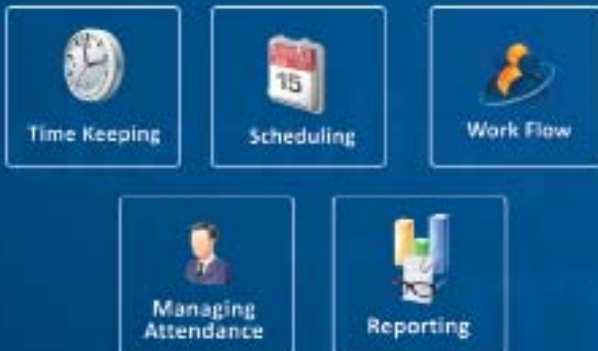 15
Time Keeping
Scheduling
Work Flow
Managing
Attendance
Reporting